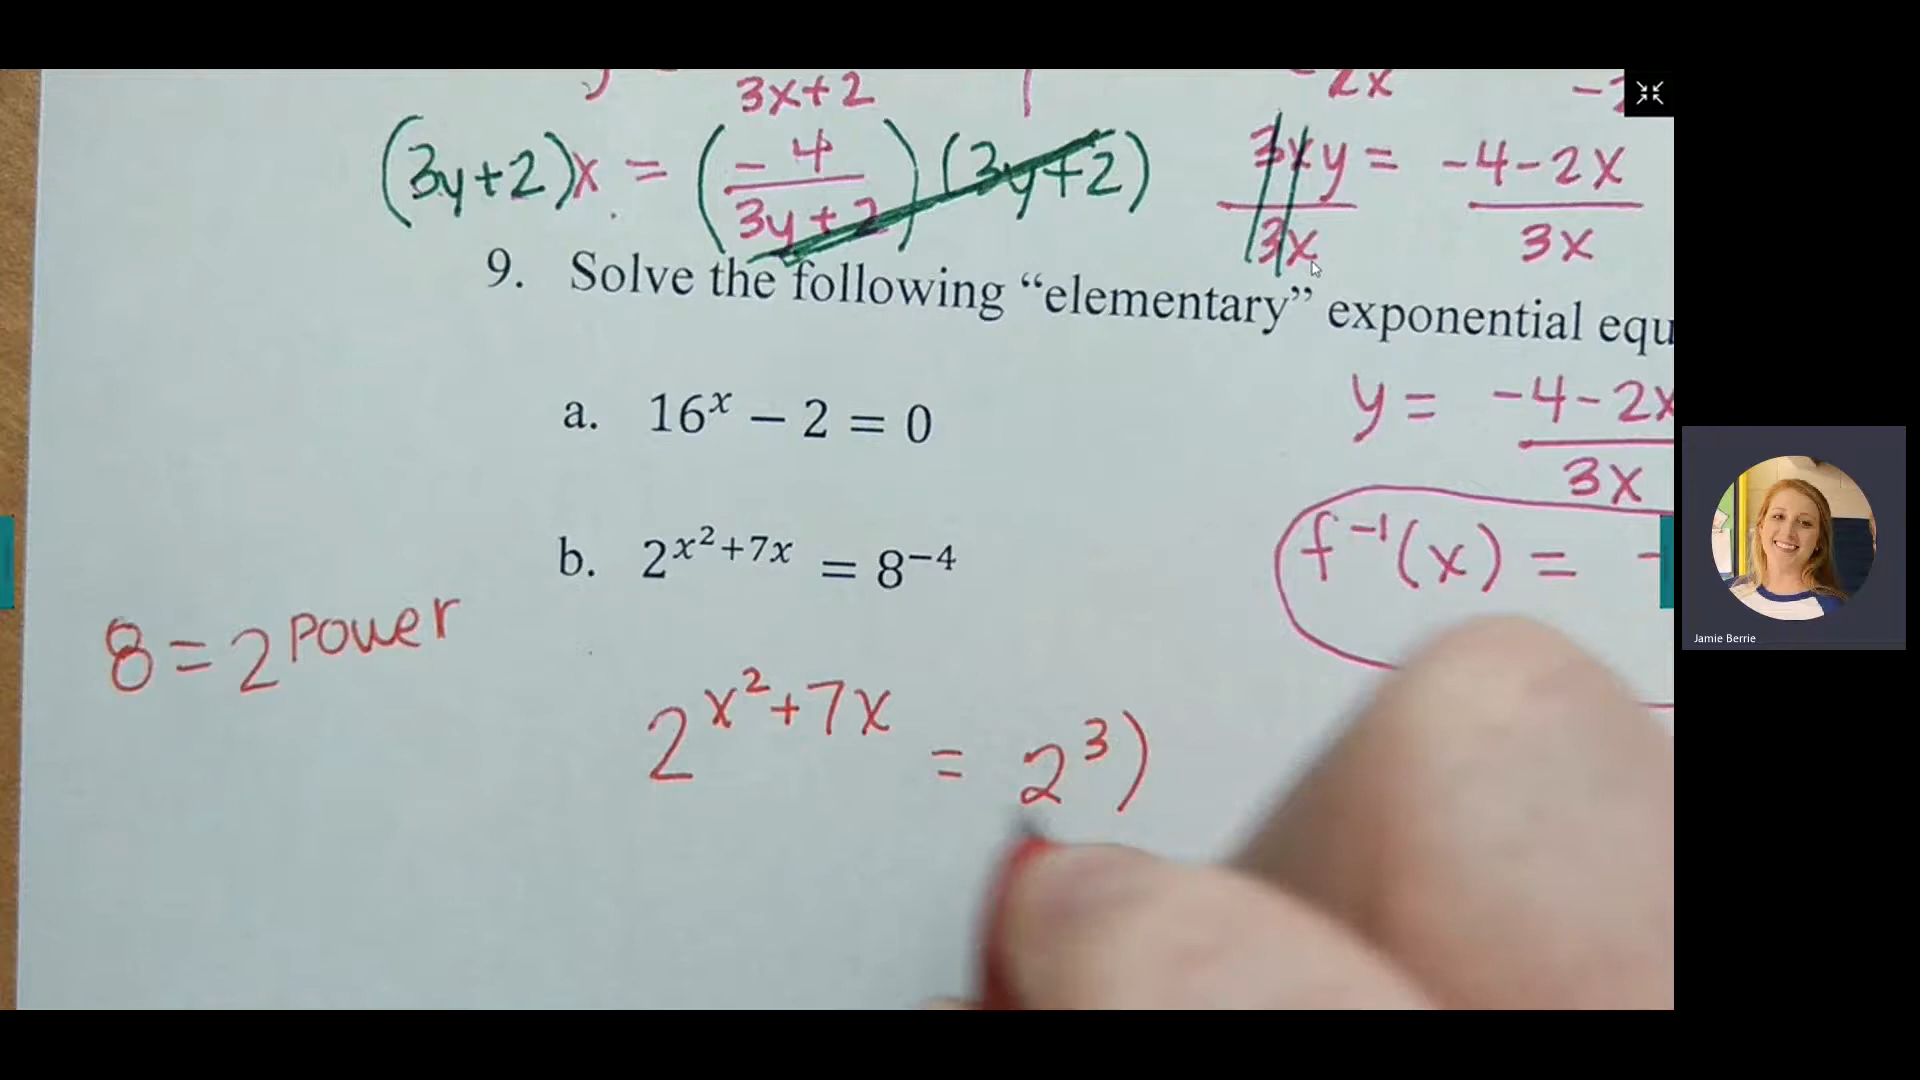 3x+2
-2x
(3y+2)x = (-4/3y+2)(3y+2)
3xy/3x = -4-2x/3x
9. Solve the following “elementary” exponential equ
a. 16^x − 2 = 0
y = -4-2x/3x
b. 2^x²+7x = 8^−4
f^-1(x) = -
8=2^Power
2^x²+7x = 2^3)
Jamie Berrie